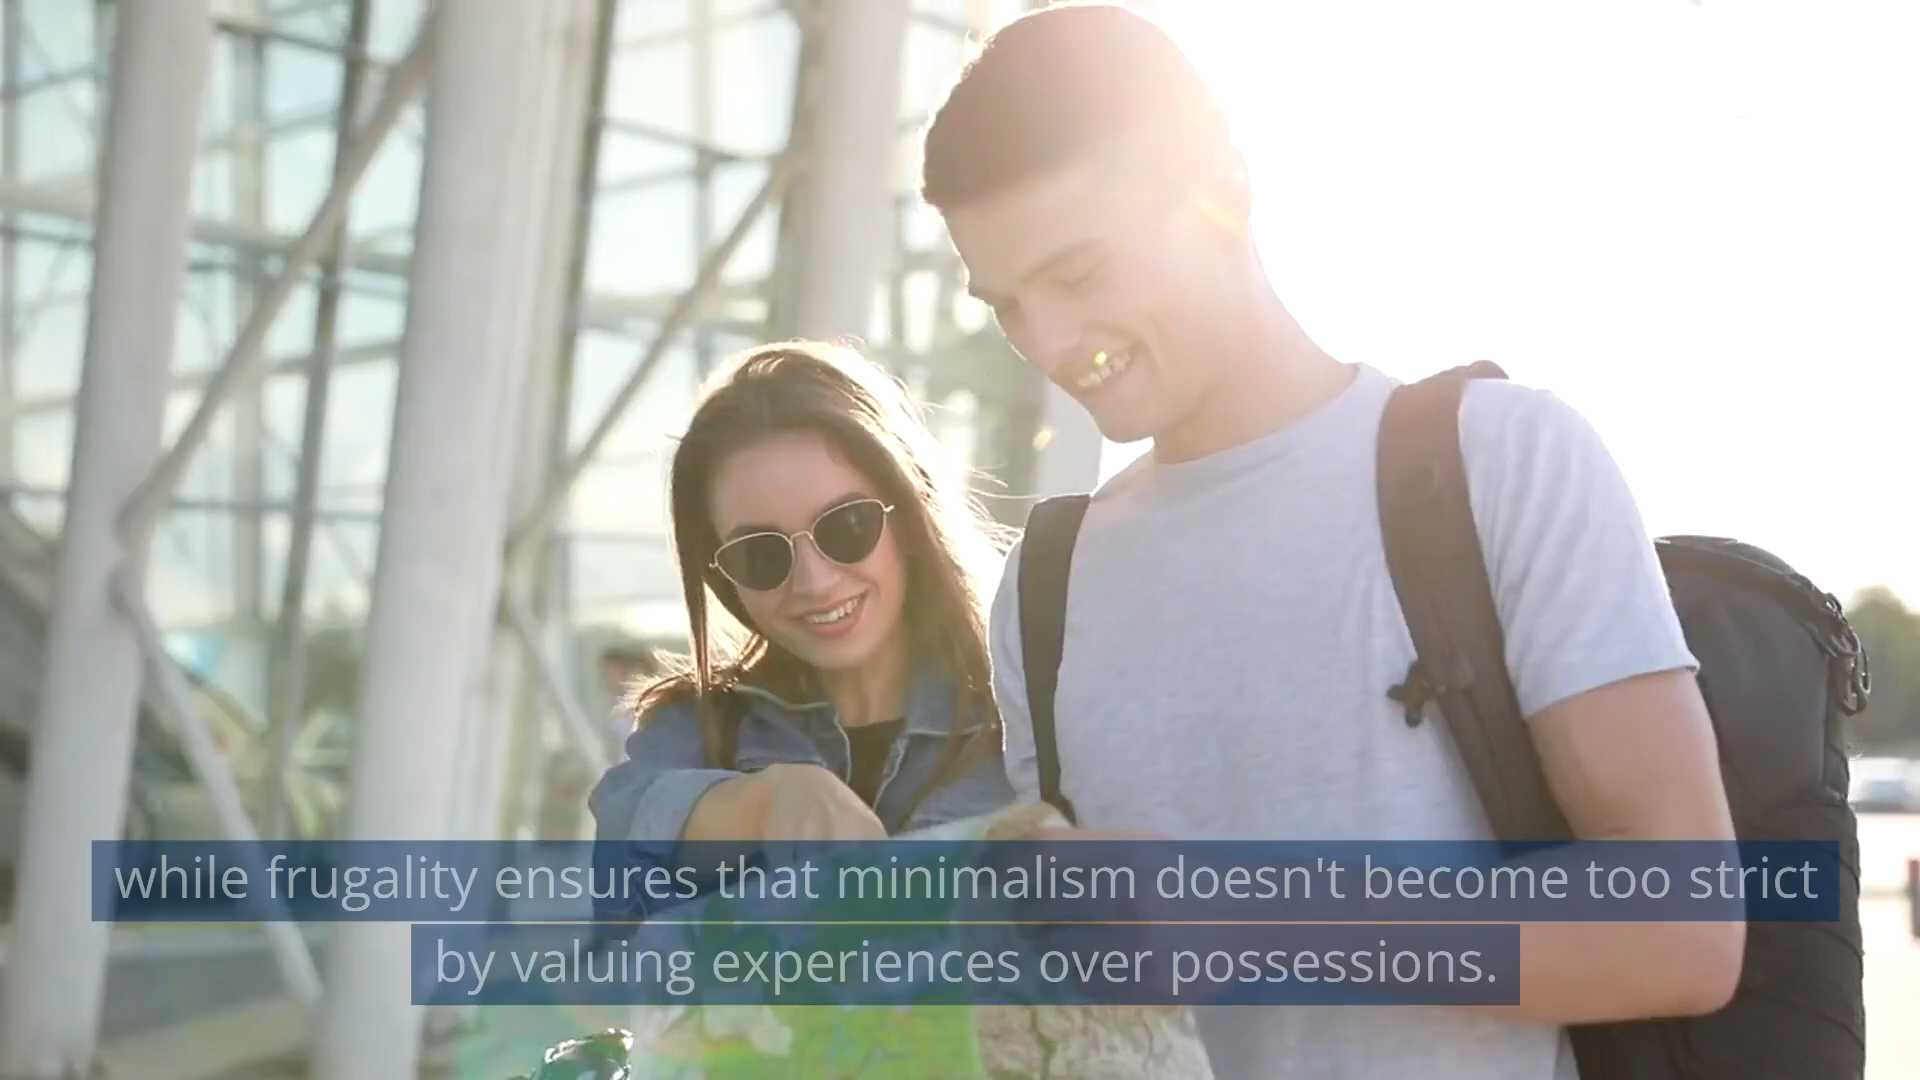 while frugality ensures that minimalism doesn't become too strict
by valuing experiences over possessions.